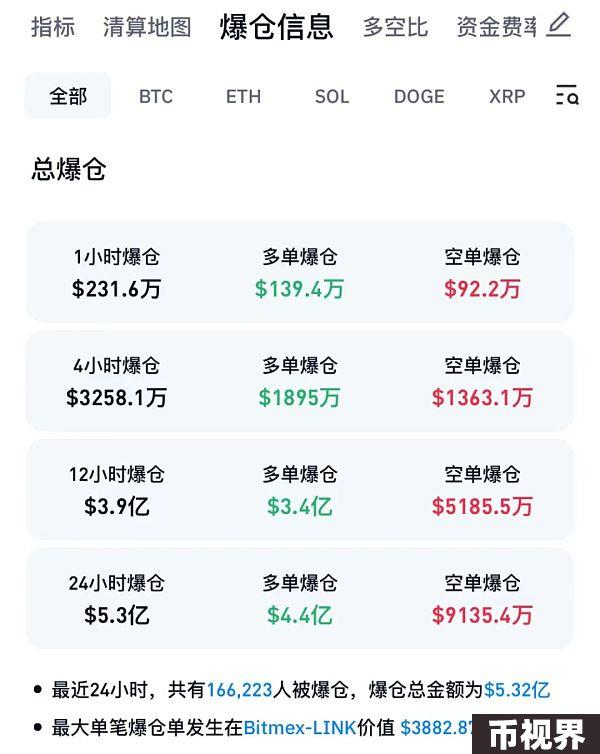 指标 清算地图 爆仓信息 多空比 资金费率
全部 BTC ETH SOL DOGE XRP
总爆仓
1小时爆仓 多单爆仓 空单爆仓
$231.6万 $139.4万 $92.2万
4小时爆仓 多单爆仓 空单爆仓
$3258.1万 $1895万 $1363.1万
12小时爆仓 多单爆仓 空单爆仓
$3.9亿 $3.4亿 $5185.5万
24小时爆仓 多单爆仓 空单爆仓
$5.3亿 $4.4亿 $9135.4万
• 最近24小时，共有166,223人被爆仓，爆仓总金额为$5.32亿
• 最大单笔爆仓单发生在Bitmex-LINK价值 $3882.87
币视界